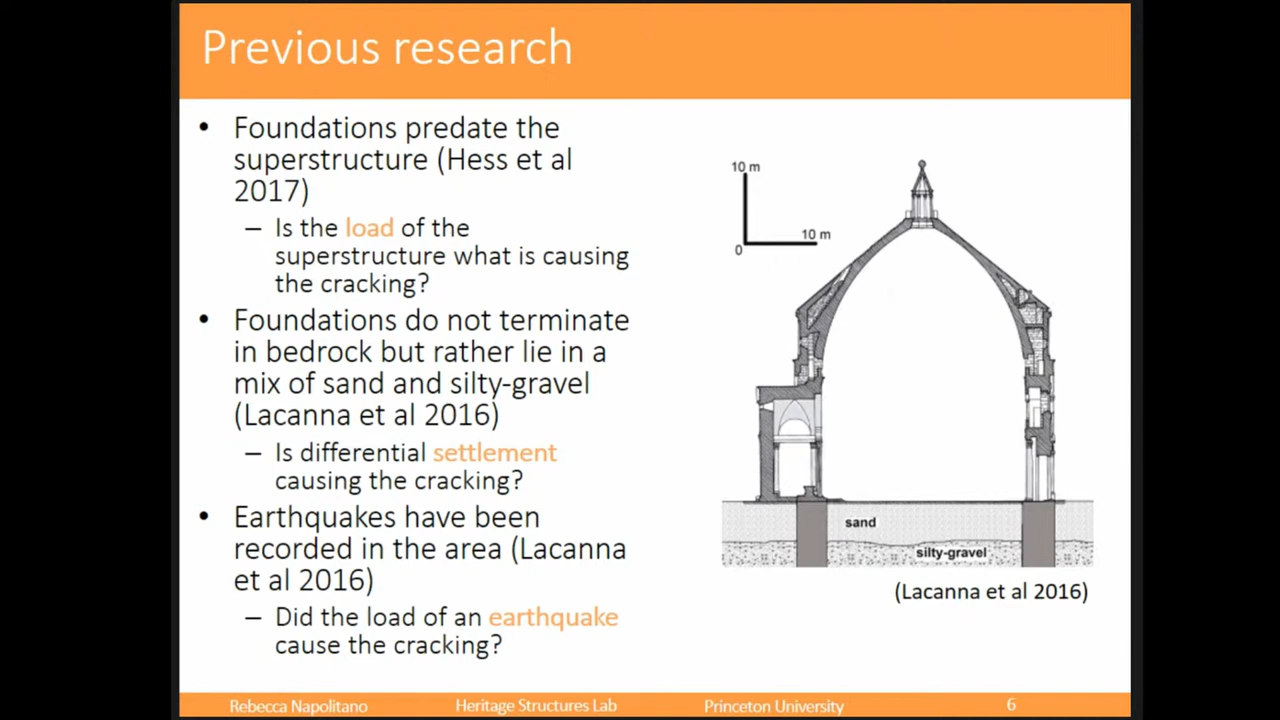 Previous research
• Foundations predate the
superstructure (Hess et al
2017)
– Is the load of the
superstructure what is causing
the cracking?
• Foundations do not terminate
in bedrock but rather lie in a
mix of sand and silty-gravel
(Lacanna et al 2016)
– Is differential settlement
causing the cracking?
• Earthquakes have been
recorded in the area (Lacanna
et al 2016)
– Did the load of an earthquake
cause the cracking?
10 m
10 m
0
sand
silty-gravel
(Lacanna et al 2016)
Rebecca Napolitano Heritage Structures Lab Princeton University 6